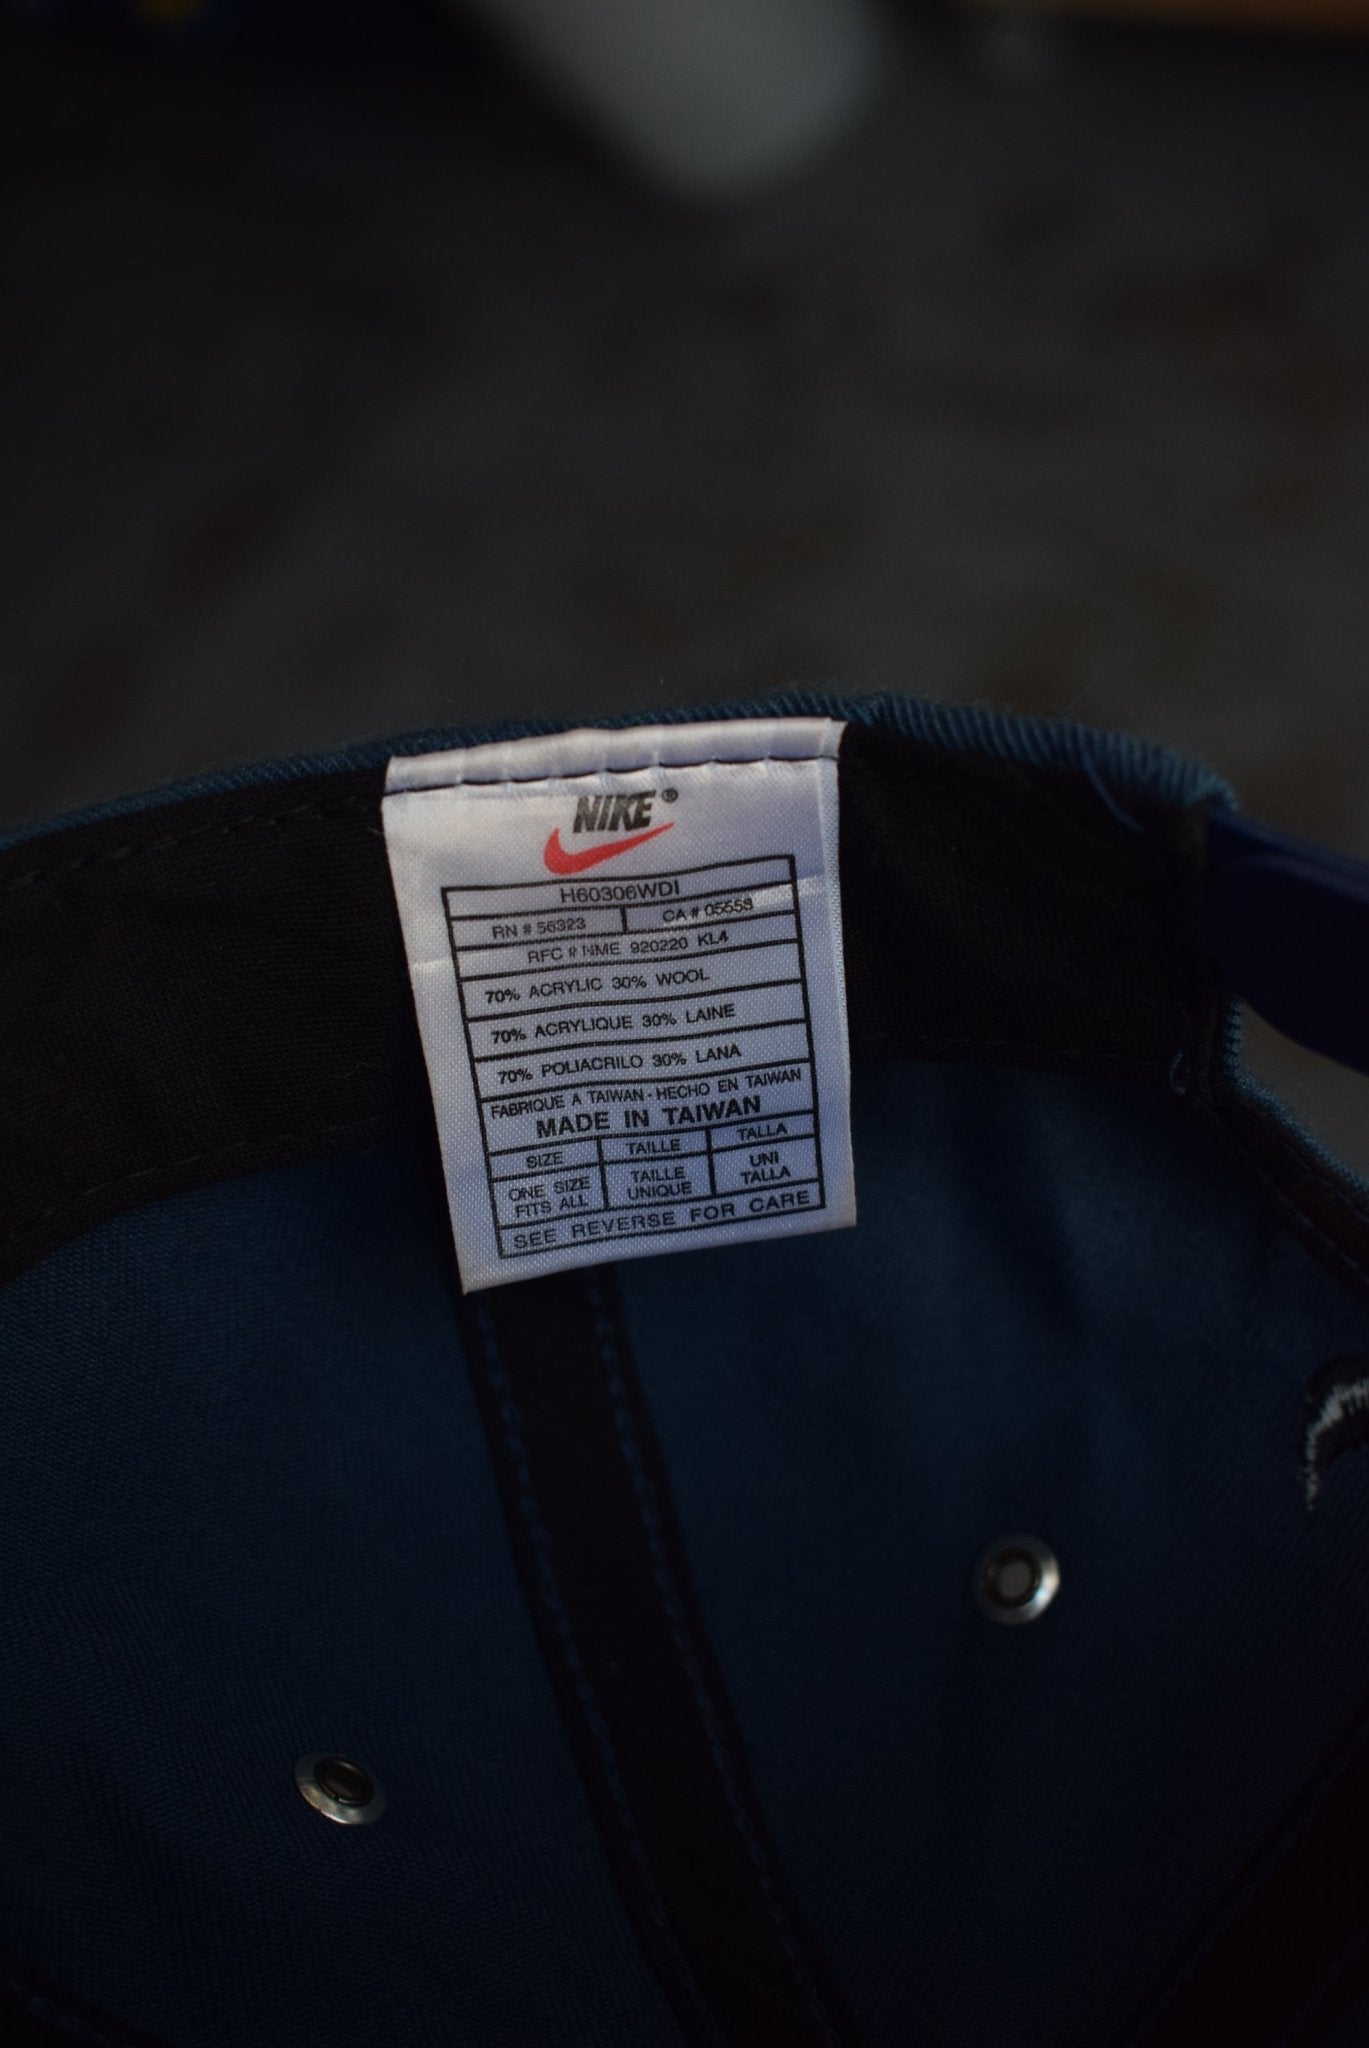 NIKE®
H60306WDI
RN # 56323 CA # 05558
RFC # NME 920220 KL4
70% ACRYLIC 30% WOOL
70% ACRYLIQUE 30% LAINE
70% POLIACRILO 30% LANA
FABRIQUE A TAIWAN - HECHO EN TAIWAN
MADE IN TAIWAN
SIZE TAILLE TALLA
ONE SIZE TAILLE UNI
FITS ALL UNIQUE TALLA
SEE REVERSE FOR CARE